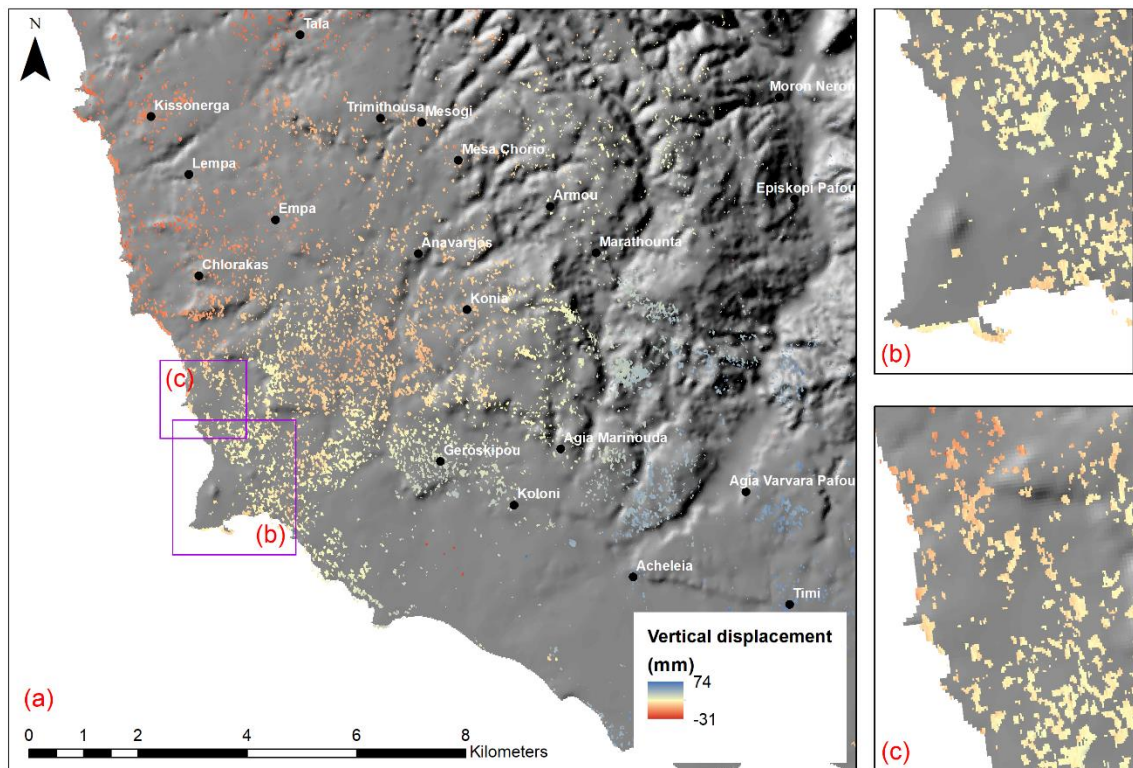 N
Tala
Kissonerga
Trimithousa
Mesogi
Moron Neron
Mesa Chorio
Lempa
Armou
Episkopi Pafou
Empa
Anavargos
Marathounta
Chlorakas
Konia
(c)
Geroskipou
Agia Marinouda
Koloni
Agia Varvara Pafou
(b)
Acheleia
Timi
Vertical displacement
(mm)
74
-31
(a)
0 1 2 4 6 8
Kilometers
(b)
(c)